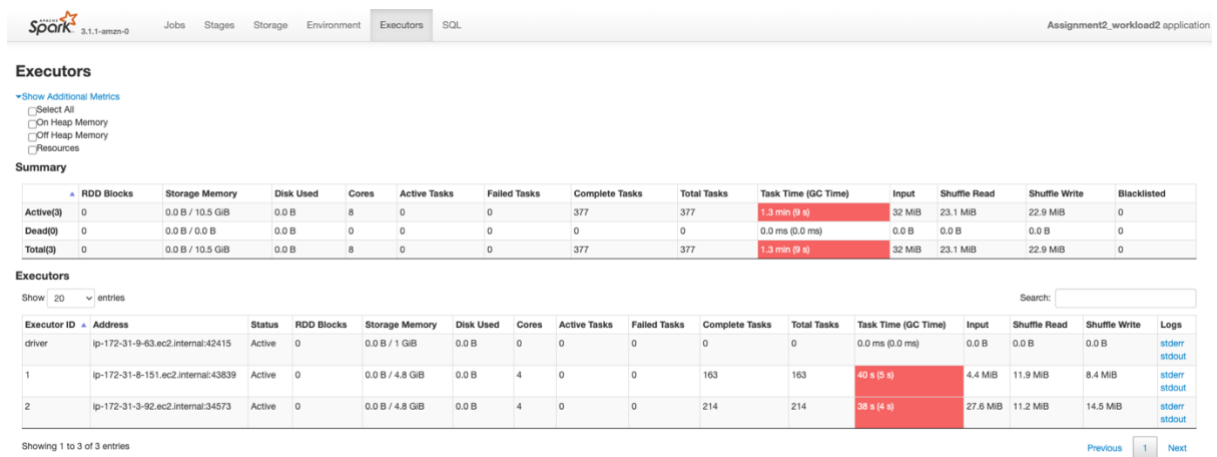 APACHE Spark 3.1.1-amzn-0 Jobs Stages Storage Environment Executors SQL Assignment2_workload2 application
Executors
Show Additional Metrics
Select All
On Heap Memory
Off Heap Memory
Resources
Summary
RDD Blocks Storage Memory Disk Used Cores Active Tasks Failed Tasks Complete Tasks Total Tasks Task Time (GC Time) Input Shuffle Read Shuffle Write Blacklisted
Active(3) 0 0.0 B / 10.5 GiB 0.0 B 8 0 0 377 377 1.3 min (9 s) 32 MiB 23.1 MiB 22.9 MiB 0
Dead(0) 0 0.0 B / 0.0 B 0.0 B 0 0 0 0 0 0.0 ms (0.0 ms) 0.0 B 0.0 B 0.0 B 0
Total(3) 0 0.0 B / 10.5 GiB 0.0 B 8 0 0 377 377 1.3 min (9 s) 32 MiB 23.1 MiB 22.9 MiB 0
Executors
Show 20 entries Search:
Executor ID Address Status RDD Blocks Storage Memory Disk Used Cores Active Tasks Failed Tasks Complete Tasks Total Tasks Task Time (GC Time) Input Shuffle Read Shuffle Write Logs
driver ip-172-31-9-63.ec2.internal:42415 Active 0 0.0 B / 1 GiB 0.0 B 0 0 0 0 0 0.0 ms (0.0 ms) 0.0 B 0.0 B 0.0 B stderr
stdout
1 ip-172-31-8-151.ec2.internal:43839 Active 0 0.0 B / 4.8 GiB 0.0 B 4 0 0 163 163 40 s (5 s) 4.4 MiB 11.9 MiB 8.4 MiB stderr
stdout
2 ip-172-31-3-92.ec2.internal:34573 Active 0 0.0 B / 4.8 GiB 0.0 B 4 0 0 214 214 38 s (4 s) 27.6 MiB 11.2 MiB 14.5 MiB stderr
stdout
Showing 1 to 3 of 3 entries Previous 1 Next